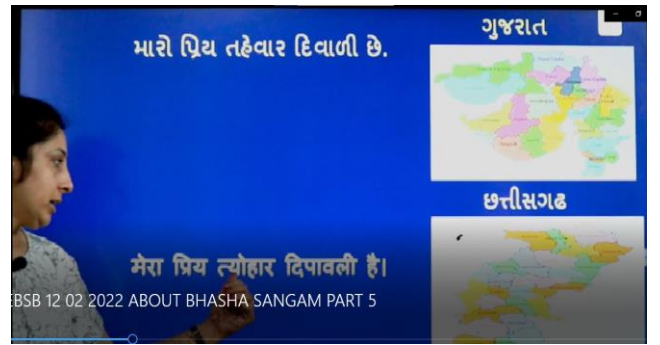 ગુજરાત
મારો પ્રિય તહેવાર દિવાળી છે.
છત્તીસગઢ
मेरा प्रिय त्योहार दिपावली है।
EBSB 12 02 2022 ABOUT BHASHA SANGAM PART 5